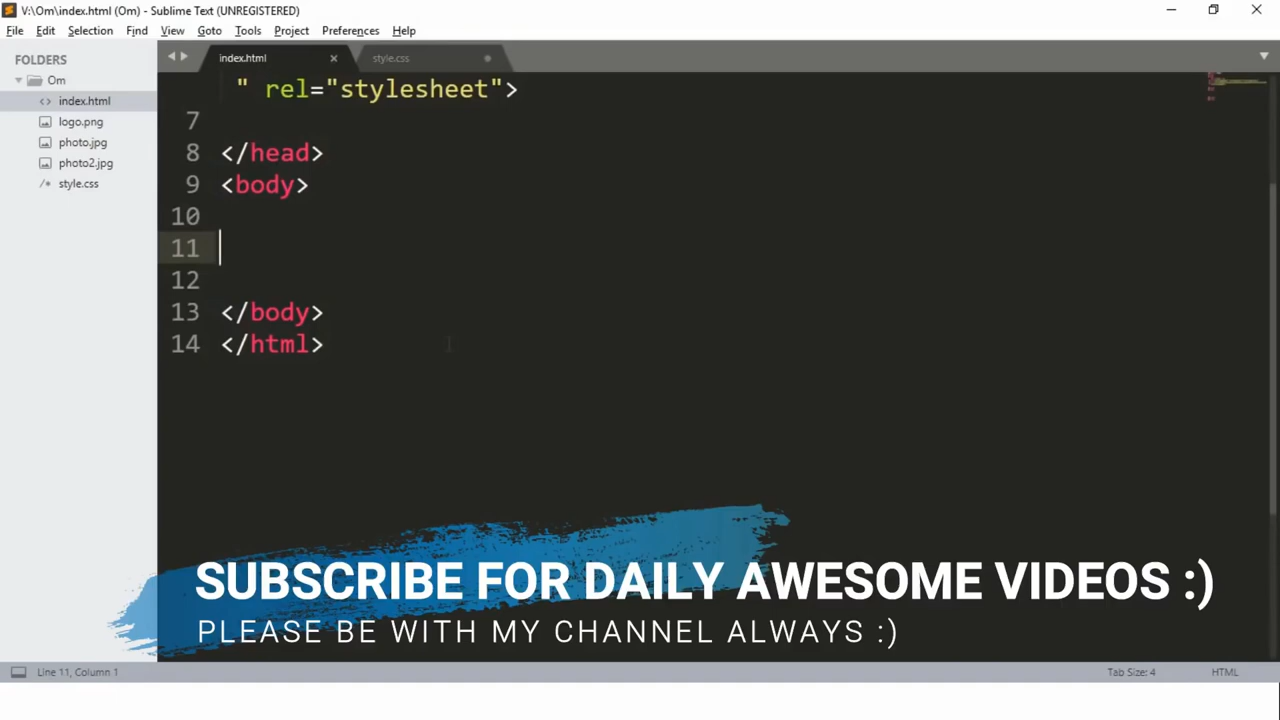 V:\Om\index.html (Om) - Sublime Text (UNREGISTERED)
File Edit Selection Find View Goto Tools Project Preferences Help
FOLDERS
Om
index.html
logo.png
photo.jpg
photo2.jpg
style.css
index.html style.css
" rel="stylesheet">
7
8 </head>
9 <body>
10
11
12
13 </body>
14 </html>
SUBSCRIBE FOR DAILY AWESOME VIDEOS :)
PLEASE BE WITH MY CHANNEL ALWAYS :)
Line 11, Column 1 Tab Size: 4 HTML